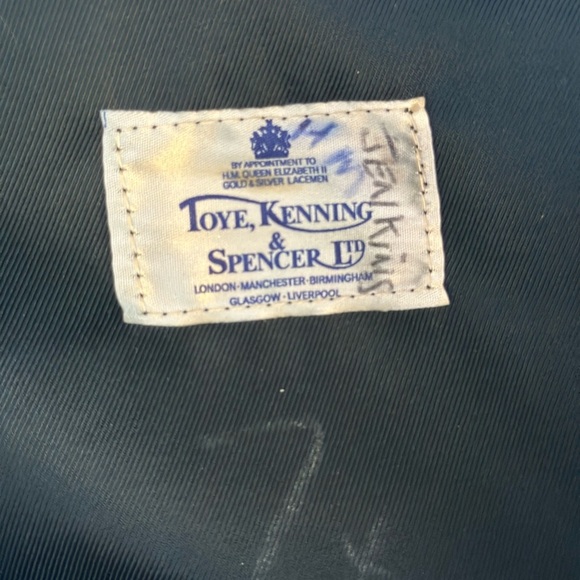 BY APPOINTMENT TO
H.M. QUEEN ELIZABETH II
GOLD & SILVER LACEMEN
TOYE, KENNING
&
SPENCER LTD
LONDON · MANCHESTER · BIRMINGHAM
GLASGOW · LIVERPOOL
JENKINS